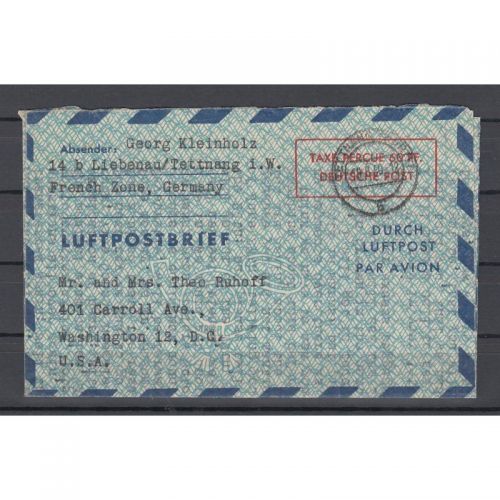 Absender: Georg Kleinholz
14 b Liebenau/Tettnang i.W.
French Zone, Germany
TAXE PERCUE 60 PF.
DEUTSCHE POST
LUFTPOSTBRIEF
DURCH
LUFTPOST
PAR AVION
Mr. and Mrs. Theo Ruhoff
401 Carroll Ave.,
Washington 12, D.C.
U.S.A.